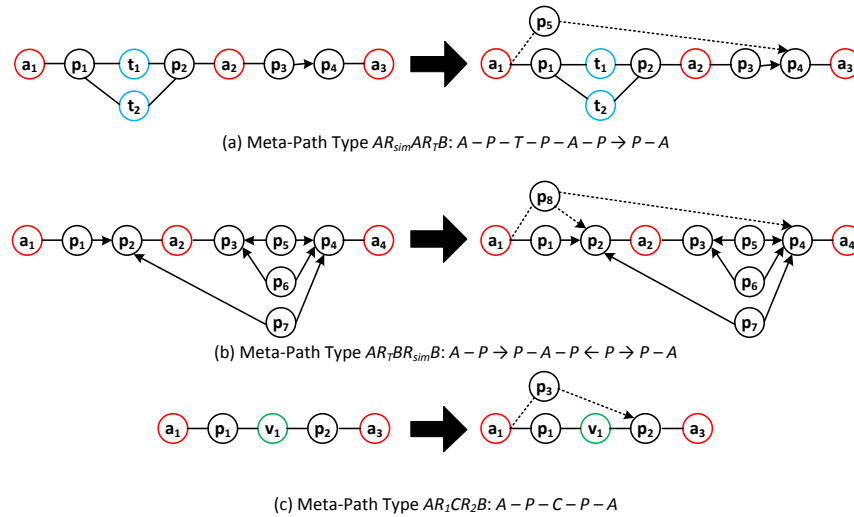 p5
a1 p1 t1 p2 a2 p3 p4 a3 a1 p1 t1 p2 a2 p3 p4 a3
t2 t2
(a) Meta-Path Type ARsimARTB: A – P – T – P – A – P → P – A
p8
a1 p1 p2 a2 p3 p5 p4 a4 a1 p1 p2 a2 p3 p5 p4 a4
p6 p6
p7 p7
(b) Meta-Path Type ARTBRsimB: A – P → P – A – P ← P → P – A
p3
a1 p1 v1 p2 a3 a1 p1 v1 p2 a3
(c) Meta-Path Type AR1CR2B: A – P – C – P – A